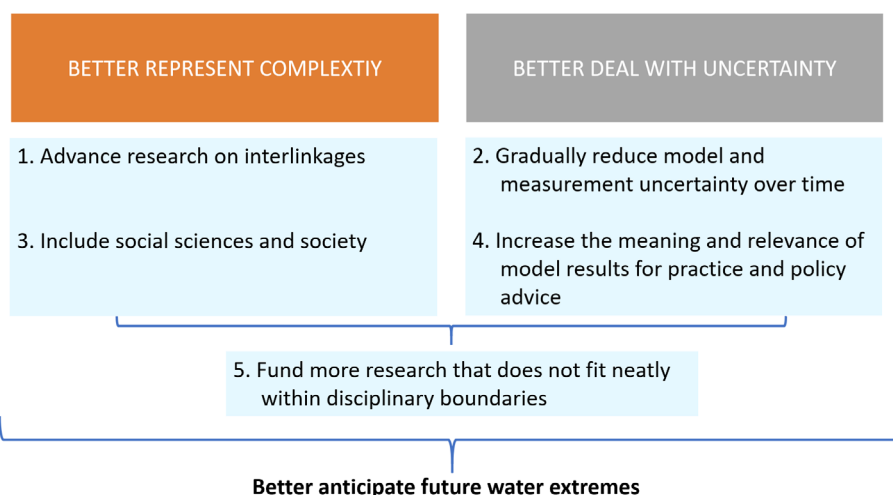 BETTER REPRESENT COMPLEXTIY
BETTER DEAL WITH UNCERTAINTY
1. Advance research on interlinkages
3. Include social sciences and society
2. Gradually reduce model and
measurement uncertainty over time
4. Increase the meaning and relevance of
model results for practice and policy
advice
5. Fund more research that does not fit neatly
within disciplinary boundaries
Better anticipate future water extremes